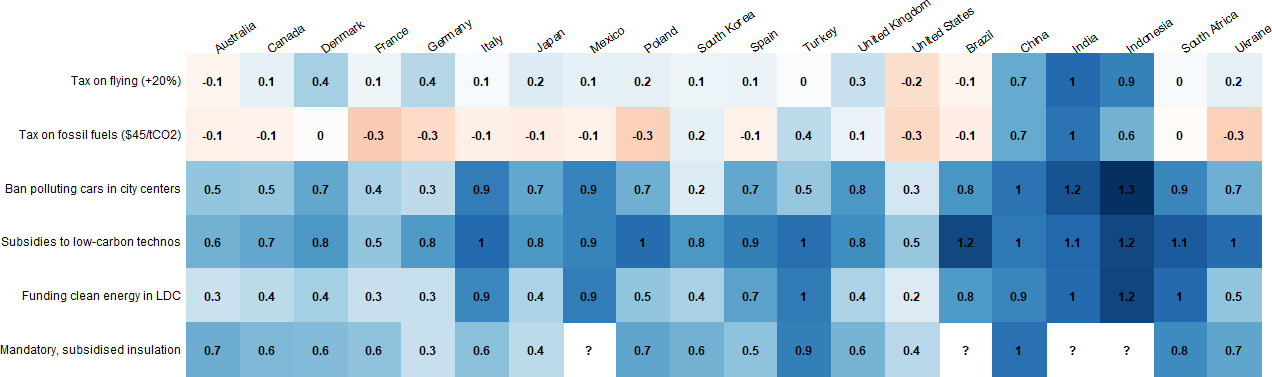 Australia Canada Denmark France Germany Italy Japan Mexico Poland South Korea Spain Turkey United Kingdom United States Brazil China India Indonesia South Africa Ukraine
Tax on flying (+20%) -0.1 0.1 0.4 0.1 0.4 0.1 0.2 0.1 0.2 0.1 0.1 0 0.3 -0.2 -0.1 0.7 1 0.9 0 0.2
Tax on fossil fuels ($45/tCO2) -0.1 -0.1 0 -0.3 -0.3 -0.1 -0.1 -0.1 -0.3 0.2 -0.1 0.4 0.1 -0.3 -0.1 0.7 1 0.6 0 -0.3
Ban polluting cars in city centers 0.5 0.5 0.7 0.4 0.3 0.9 0.7 0.9 0.7 0.2 0.7 0.5 0.8 0.3 0.8 1 1.2 1.3 0.9 0.7
Subsidies to low-carbon technos 0.6 0.7 0.8 0.5 0.8 1 0.8 0.9 1 0.8 0.9 1 0.8 0.5 1.2 1 1.1 1.2 1.1 1
Funding clean energy in LDC 0.3 0.4 0.4 0.3 0.3 0.9 0.4 0.9 0.5 0.4 0.7 1 0.4 0.2 0.8 0.9 1 1.2 1 0.5
Mandatory, subsidised insulation 0.7 0.6 0.6 0.6 0.3 0.6 0.4 ? 0.7 0.6 0.5 0.9 0.6 0.4 ? 1 ? ? 0.8 0.7